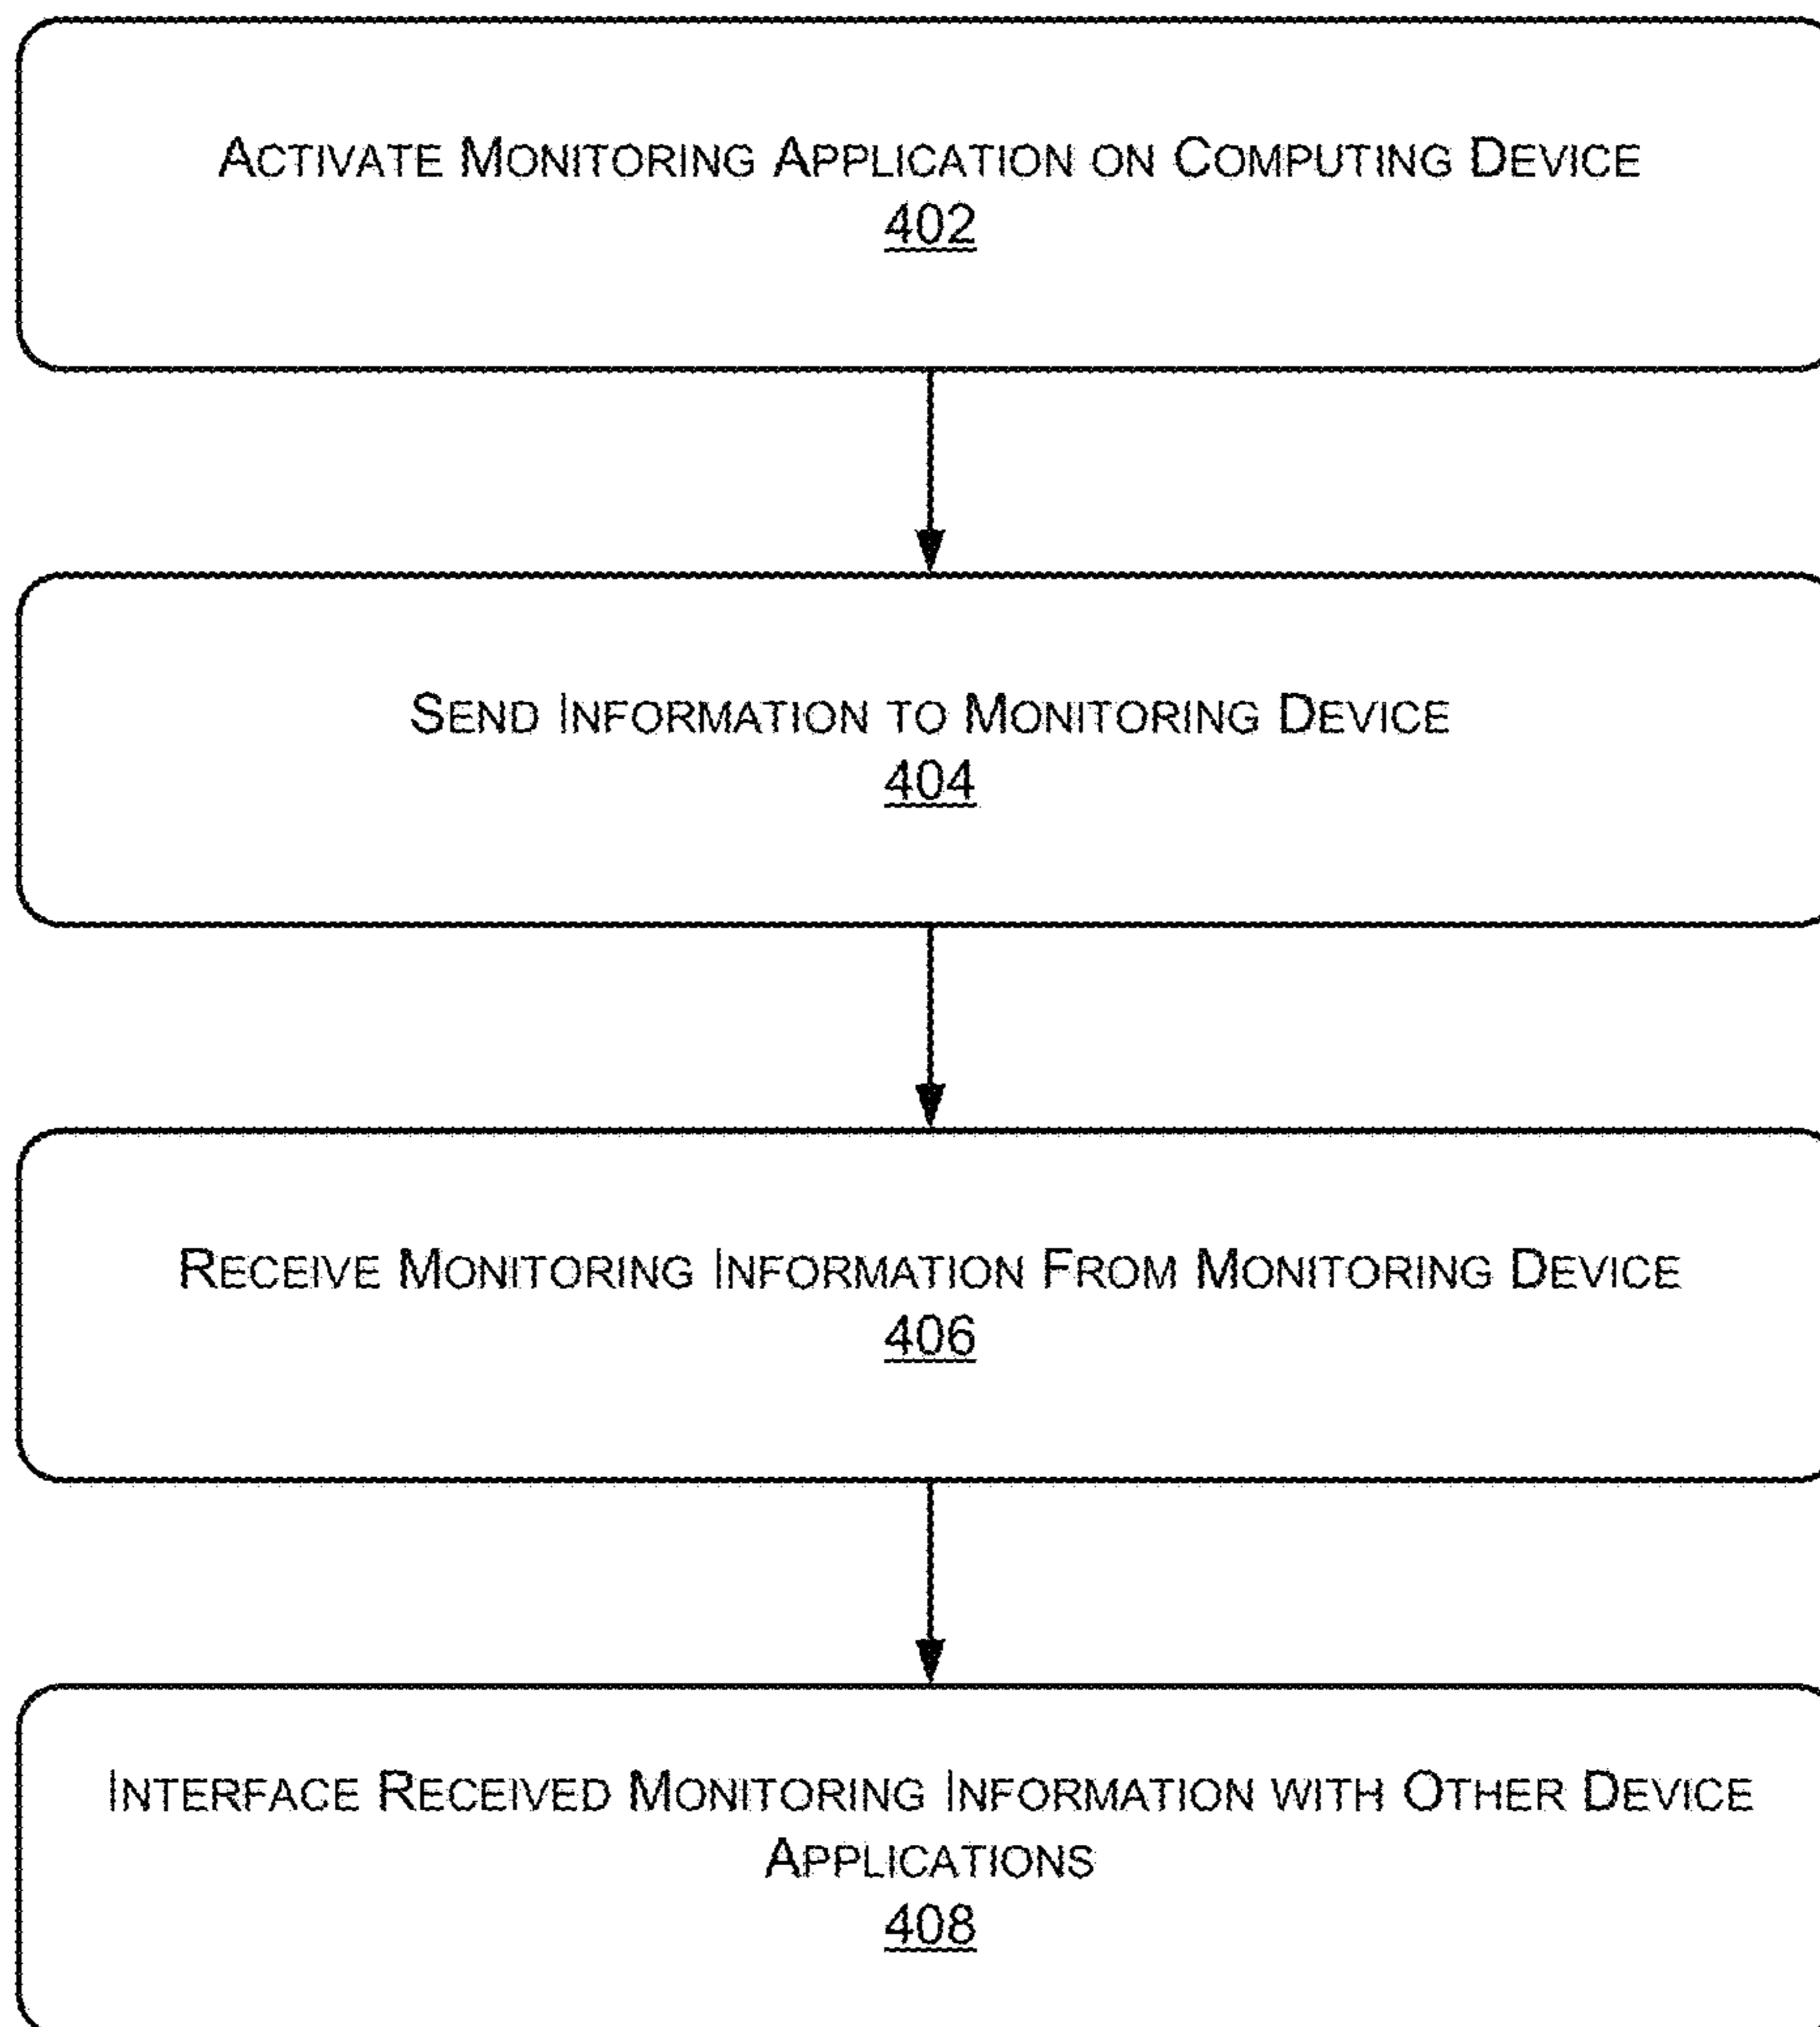 Activate Monitoring Application on Computing Device
402
Send Information to Monitoring Device
404
Receive Monitoring Information From Monitoring Device
406
Interface Received Monitoring Information with Other Device
Applications
408